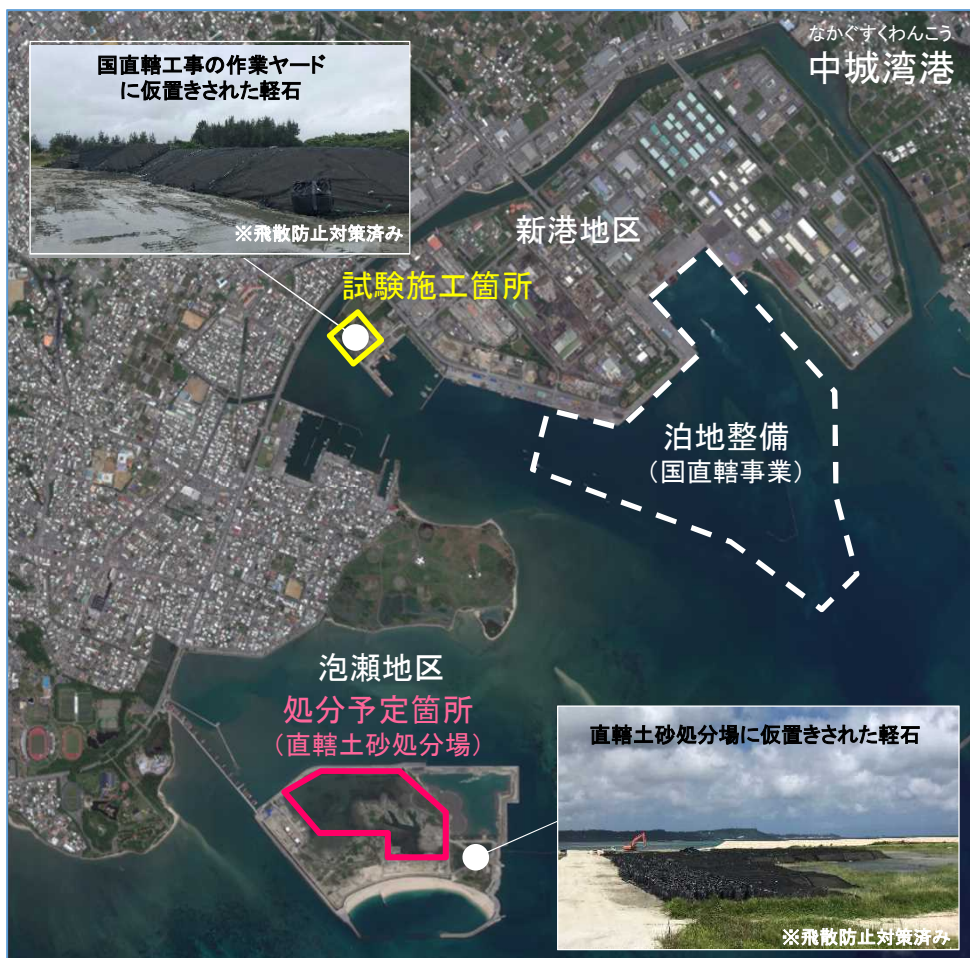 なかぐすくわんこう
中城湾港
国直轄工事の作業ヤード
に仮置きされた軽石
※飛散防止対策済み
新港地区
試験施工箇所
泊地整備
（国直轄事業）
泡瀬地区
処分予定箇所
（直轄土砂処分場）
直轄土砂処分場に仮置きされた軽石
※飛散防止対策済み